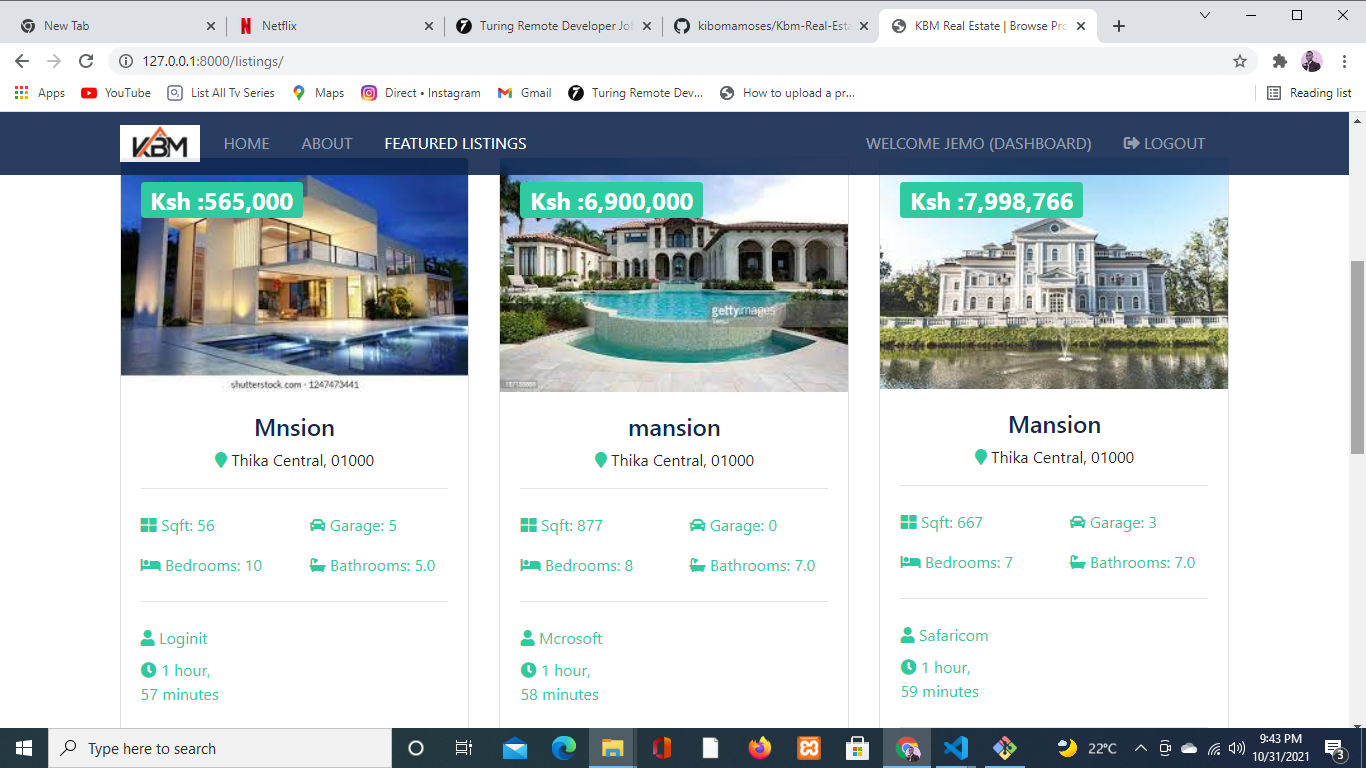 New Tab
Netflix
Turing Remote Developer Jo
kibomamoses/Kbm-Real-Esta
KBM Real Estate | Browse Pro
127.0.0.1:8000/listings/
Apps
YouTube
List All Tv Series
Maps
Direct • Instagram
Gmail
Turing Remote Dev...
How to upload a pr...
Reading list
KBM
HOME
ABOUT
FEATURED LISTINGS
WELCOME JEMO (DASHBOARD)
LOGOUT
Ksh :565,000
Ksh :6,900,000
Ksh :7,998,766
shutterstock.com · 1247473441
gettyimages
Mnsion
Thika Central, 01000
Sqft: 56
Garage: 5
Bedrooms: 10
Bathrooms: 5.0
Loginit
1 hour,
57 minutes
mansion
Thika Central, 01000
Sqft: 877
Garage: 0
Bedrooms: 8
Bathrooms: 7.0
Mcrosoft
1 hour,
58 minutes
Mansion
Thika Central, 01000
Sqft: 667
Garage: 3
Bedrooms: 7
Bathrooms: 7.0
Safaricom
1 hour,
59 minutes
Type here to search
22°C
9:43 PM
10/31/2021
3